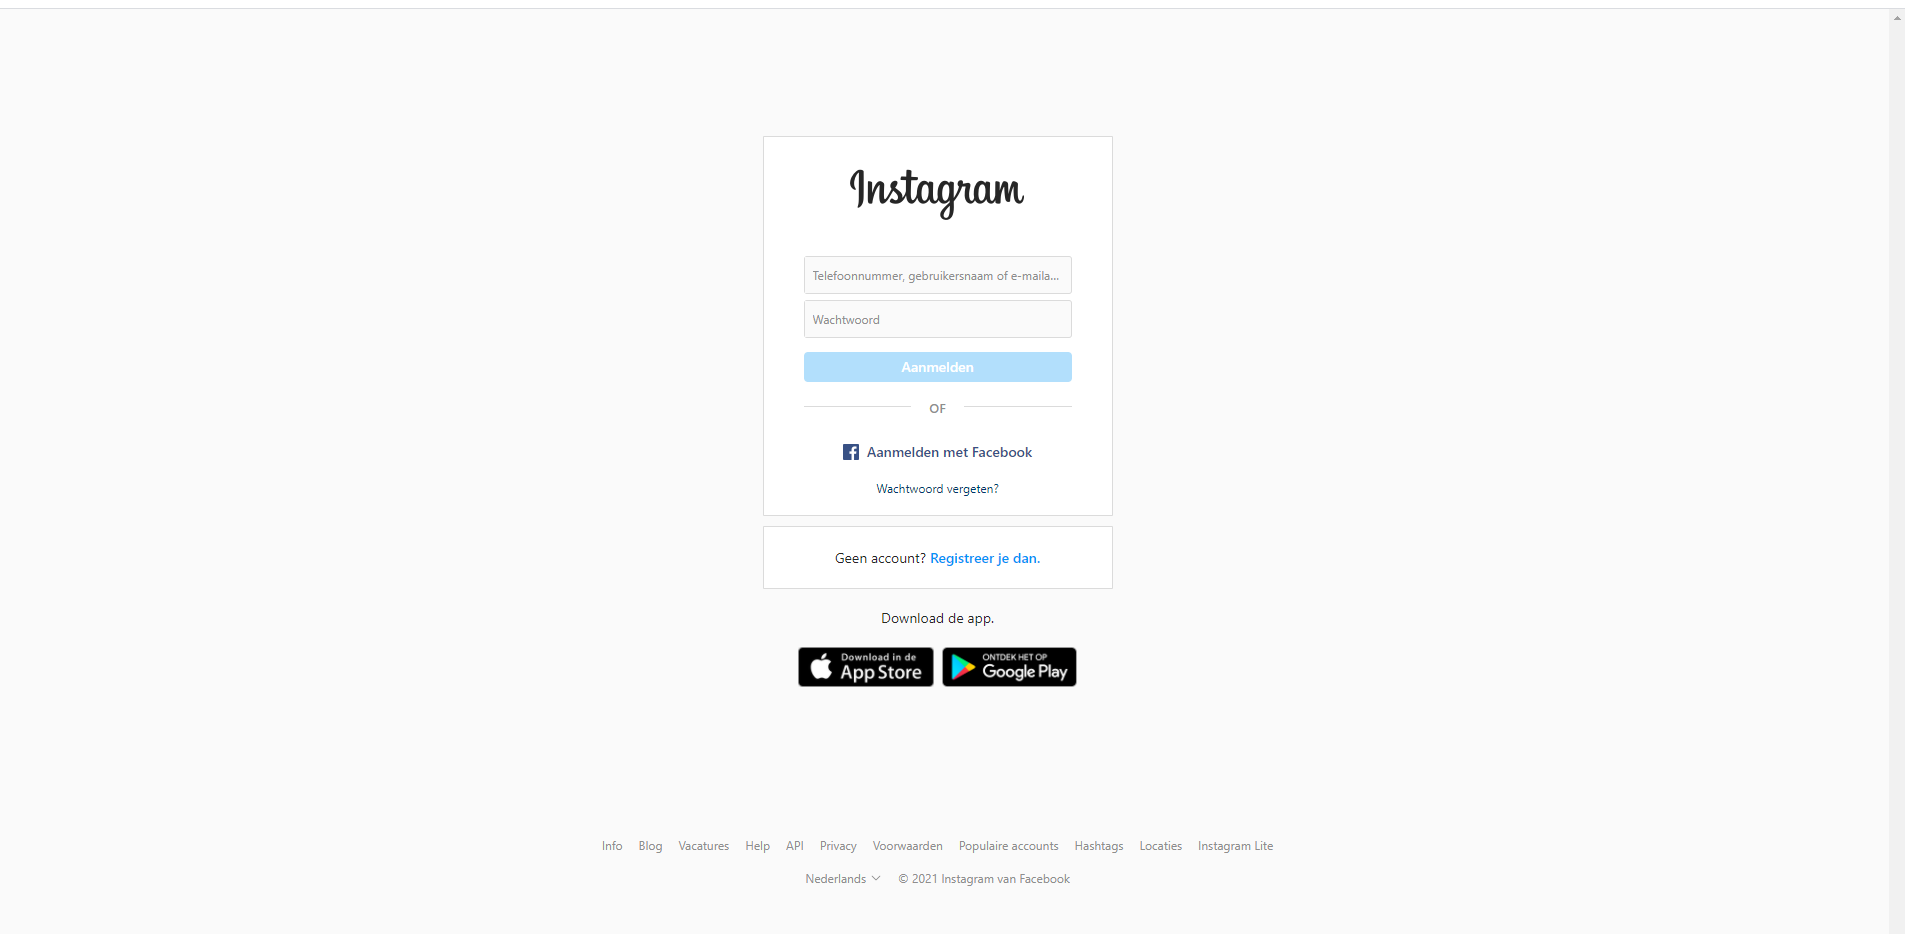 Instagram
Telefoonnummer, gebruikersnaam of e-maila...
Wachtwoord
Aanmelden
OF
Aanmelden met Facebook
Wachtwoord vergeten?
Geen account? Registreer je dan.
Download de app.
Download in de
App Store
ONTDEK HET OP
Google Play
Info Blog Vacatures Help API Privacy Voorwaarden Populaire accounts Hashtags Locaties Instagram Lite
Nederlands © 2021 Instagram van Facebook